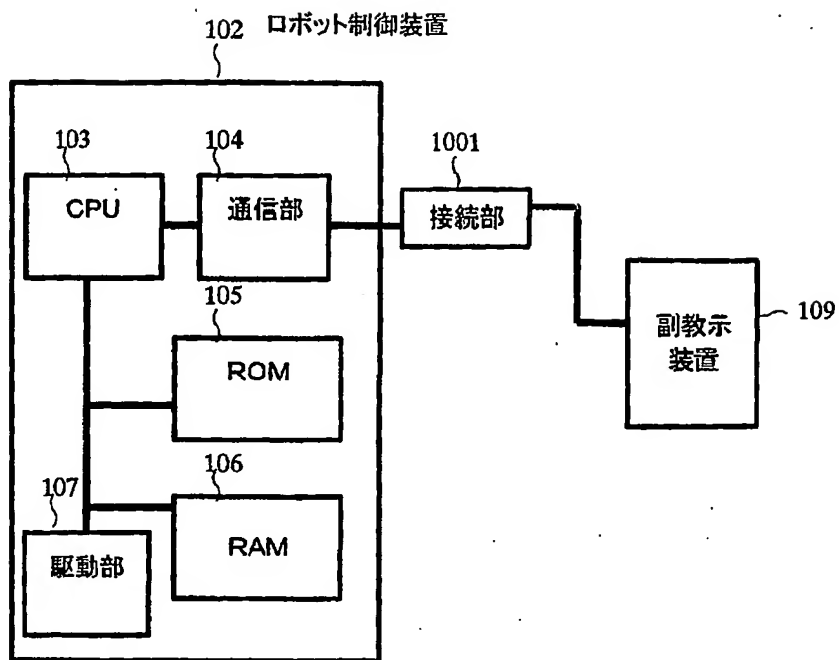 102 ロボット制御装置
103
104
1001
CPU
通信部
接続部
105
109
副教示
装置
ROM
106
107
RAM
駆動部